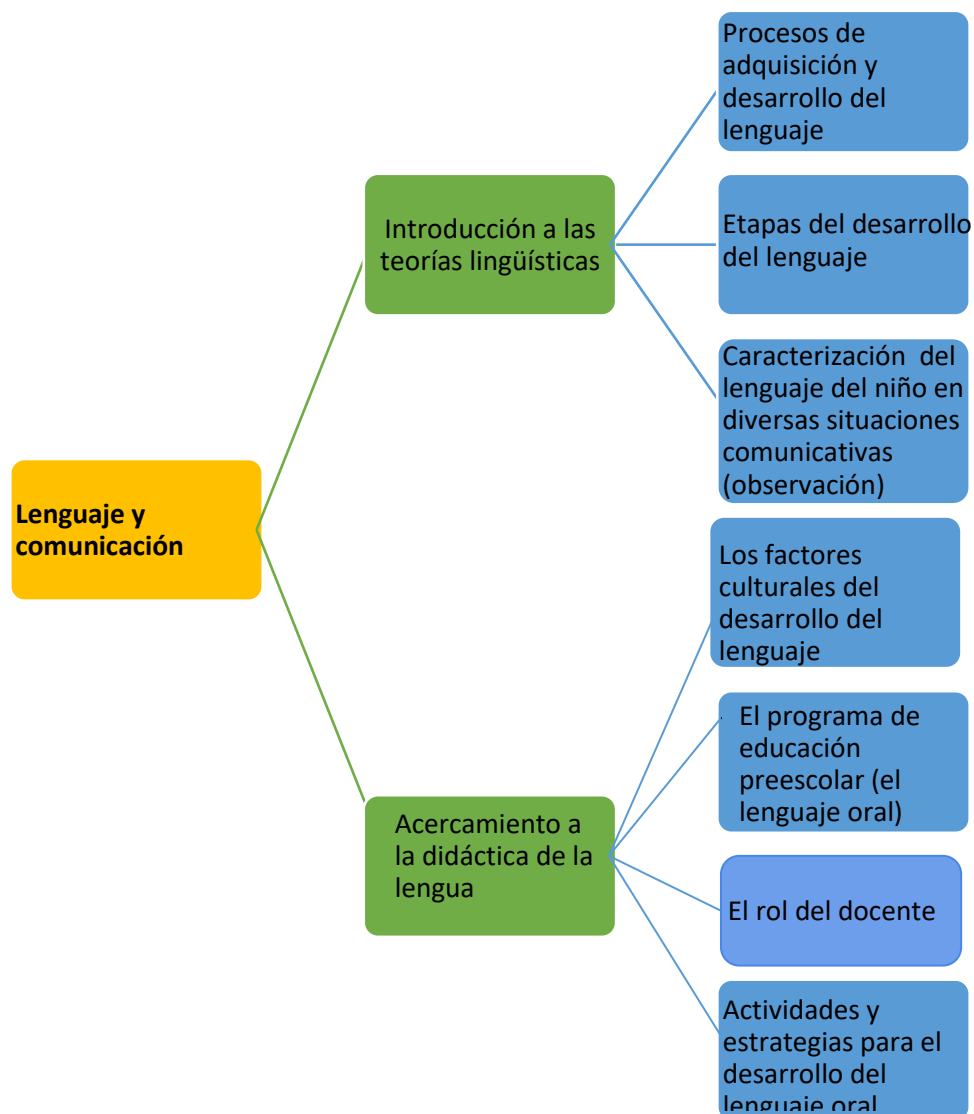 Procesos de
adquisición y
desarrollo del
lenguaje
Introducción a las
teorías lingüísticas
Etapas del desarrollo
del lenguaje
Caracterización  del
lenguaje del niño en
diversas situaciones
comunicativas
(observación)
Lenguaje y
comunicación
Los factores
culturales del
desarrollo del
lenguaje
El programa de
educación
preescolar (el
lenguaje oral)
Acercamiento a
la didáctica de la
lengua
El rol del docente
Actividades y
estrategias para el
desarrollo del
lenguaje oral